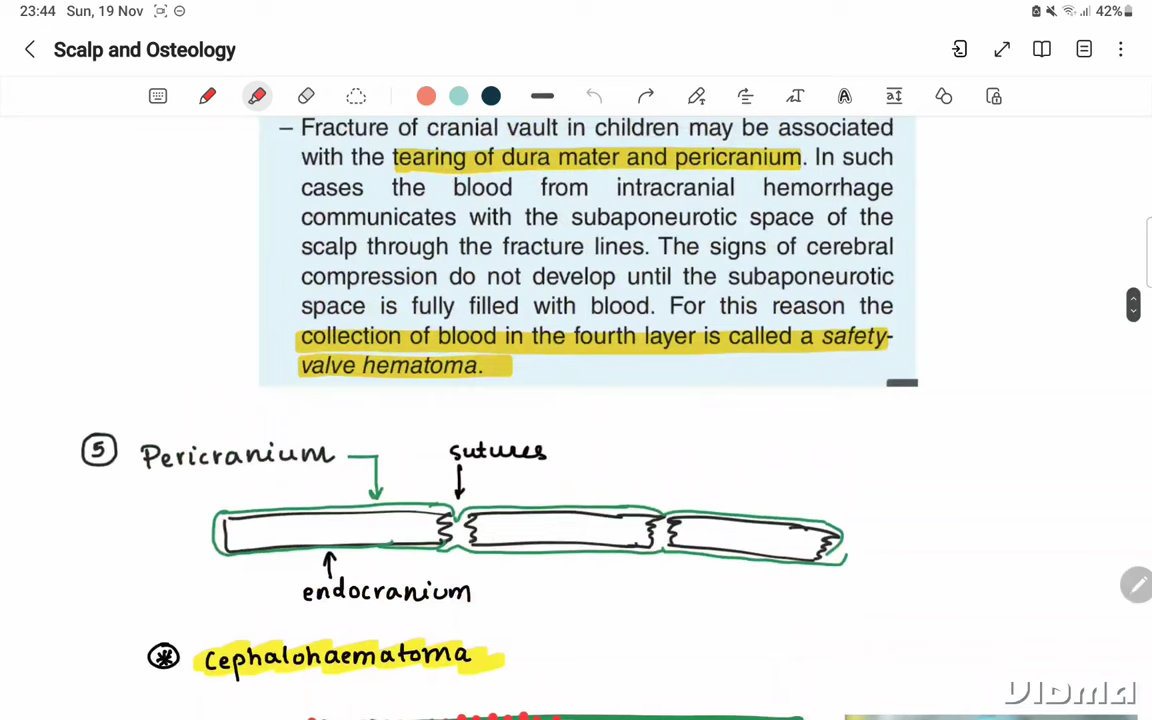 23:44 Sun, 19 Nov
42%
Scalp and Osteology
– Fracture of cranial vault in children may be associated
with the tearing of dura mater and pericranium. In such
cases the blood from intracranial hemorrhage
communicates with the subaponeurotic space of the
scalp through the fracture lines. The signs of cerebral
compression do not develop until the subaponeurotic
space is fully filled with blood. For this reason the
collection of blood in the fourth layer is called a safety-
valve hematoma.
5 Pericranium
sutures
endocranium
* Cephalohaematoma
VIDMA